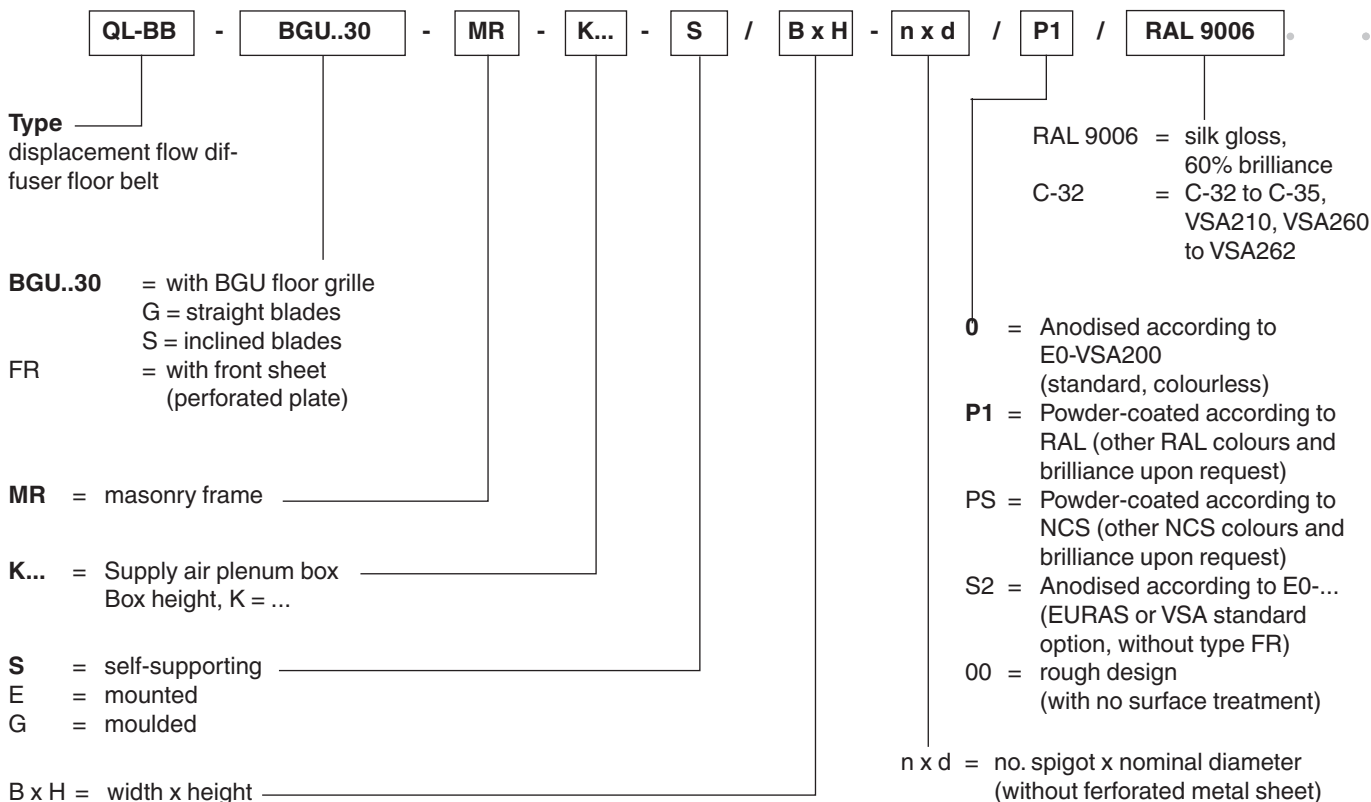 QL-BB - BGU..30 - MR - K... - S / B x H - n x d / P1 / RAL 9006
Type
displacement flow dif-
fuser floor belt
RAL 9006 = silk gloss,
60% brilliance
C-32 = C-32 to C-35,
VSA210, VSA260
to VSA262
BGU..30 = with BGU floor grille
G = straight blades
S = inclined blades
FR = with front sheet
(perforated plate)
0 = Anodised according to
E0-VSA200
(standard, colourless)
P1 = Powder-coated according to
RAL (other RAL colours and
brilliance upon request)
PS = Powder-coated according to
NCS (other NCS colours and
brilliance upon request)
S2 = Anodised according to E0-...
(EURAS or VSA standard
option, without type FR)
00 = rough design
(with no surface treatment)
MR = masonry frame
K... = Supply air plenum box
Box height, K = ...
S = self-supporting
E = mounted
G = moulded
n x d = no. spigot x nominal diameter
(without ferforated metal sheet)
B x H = width x height